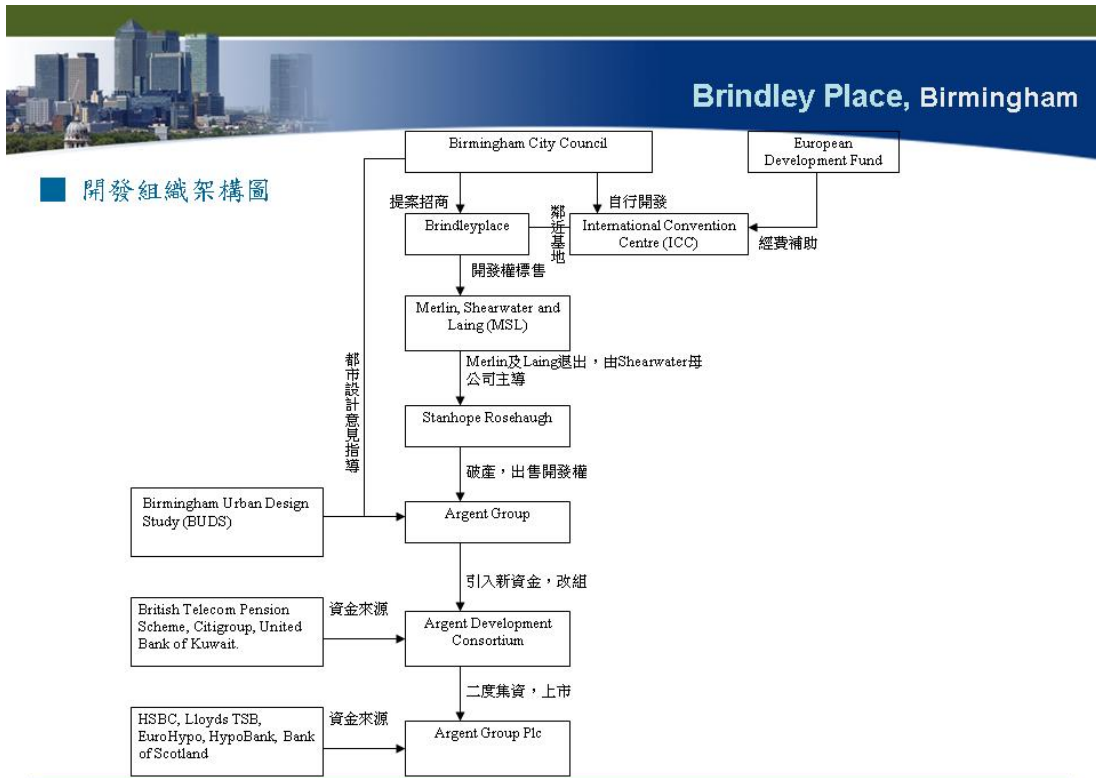 Brindley Place, Birmingham
開發組織架構圖
Birmingham City Council
European
Development Fund
提案招商
自行開發
Brindleyplace
鄰近基地
International Convention
Centre (ICC)
經費補助
開發權標售
Merlin, Shearwater and
Laing (MSL)
Merlin及Laing退出，由Shearwater母
公司主導
都市設計意見指導
Stanhope Rosehaugh
破產，出售開發權
Birmingham Urban Design
Study (BUDS)
Argent Group
引入新資金，改組
British Telecom Pension
Scheme, Citigroup, United
Bank of Kuwait.
資金來源
Argent Development
Consortium
二度集資，上市
HSBC, Lloyds TSB,
EuroHypo, HypoBank, Bank
of Scotland
資金來源
Argent Group Plc